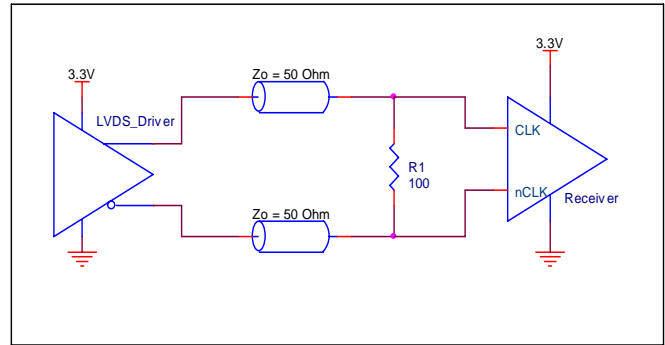 3.3V
Zo = 50 Ohm
3.3V
LVDS_Driver
CLK
R1
100
nCLK
Receiver
Zo = 50 Ohm